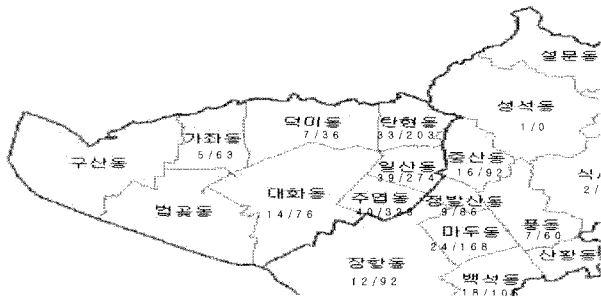 설문동
성석동
1/0
덕이동
7/36
탄현동
33/203
가좌동
5/63
구산동
일산동
39/274
중산동
16/92
대화동
14/76
주엽동
정발산동
9/86
법곳동
마두동
24/168
풍동
7/60
산황동
장항동
12/92
백석동